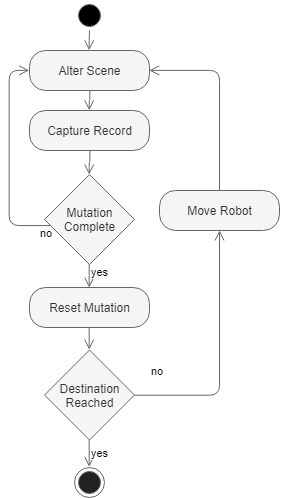 Alter Scene
Capture Record
Mutation
Complete
Move Robot
no
yes
Reset Mutation
Destination
Reached
no
yes